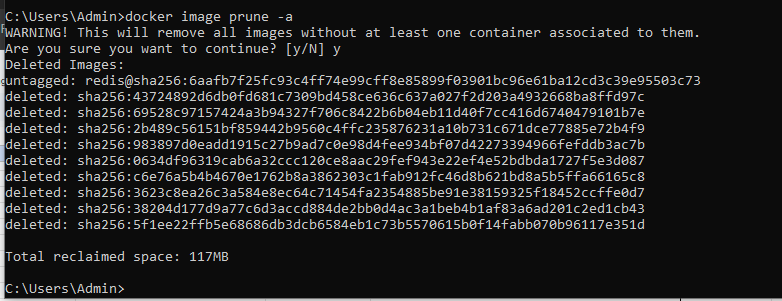 C:\Users\Admin>docker image prune -a
WARNING! This will remove all images without at least one container associated to them.
Are you sure you want to continue? [y/N] y
Deleted Images:
untagged: redis@sha256:6aafb7f25fc93c4ff74e99cff8e85899f03901bc96e61ba12cd3c39e95503c73
deleted: sha256:43724892d6db0fd681c7309bd458ce636c637a027f2d203a4932668ba8ffd97c
deleted: sha256:69528c97157424a3b94327f706c8422b6b04eb11d40f7cc416d6740479101b7e
deleted: sha256:2b489c56151bf859442b9560c4ffc235876231a10b731c671dce77885e72b4f9
deleted: sha256:983897d0eadd1915c27b9ad7c0e98d4fee934bf07d42273394966fefddb3ac7b
deleted: sha256:0634df96319cab6a32ccc120ce8aac29fef943e22ef4e52bdbda1727f5e3d087
deleted: sha256:c6e76a5b4b4670e1762b8a3862303c1fab912fc46d8b621bd8a5b5ffa66165c8
deleted: sha256:3623c8ea26c3a584e8ec64c71454fa2354885be91e38159325f18452ccffe0d7
deleted: sha256:38204d177d9a77c6d3accd884de2bb0d4ac3a1beb4b1af83a6ad201c2ed1cb43
deleted: sha256:5f1ee22ffb5e68686db3dcb6584eb1c73b5570615b0f14fabb070b96117e351d
Total reclaimed space: 117MB
C:\Users\Admin>